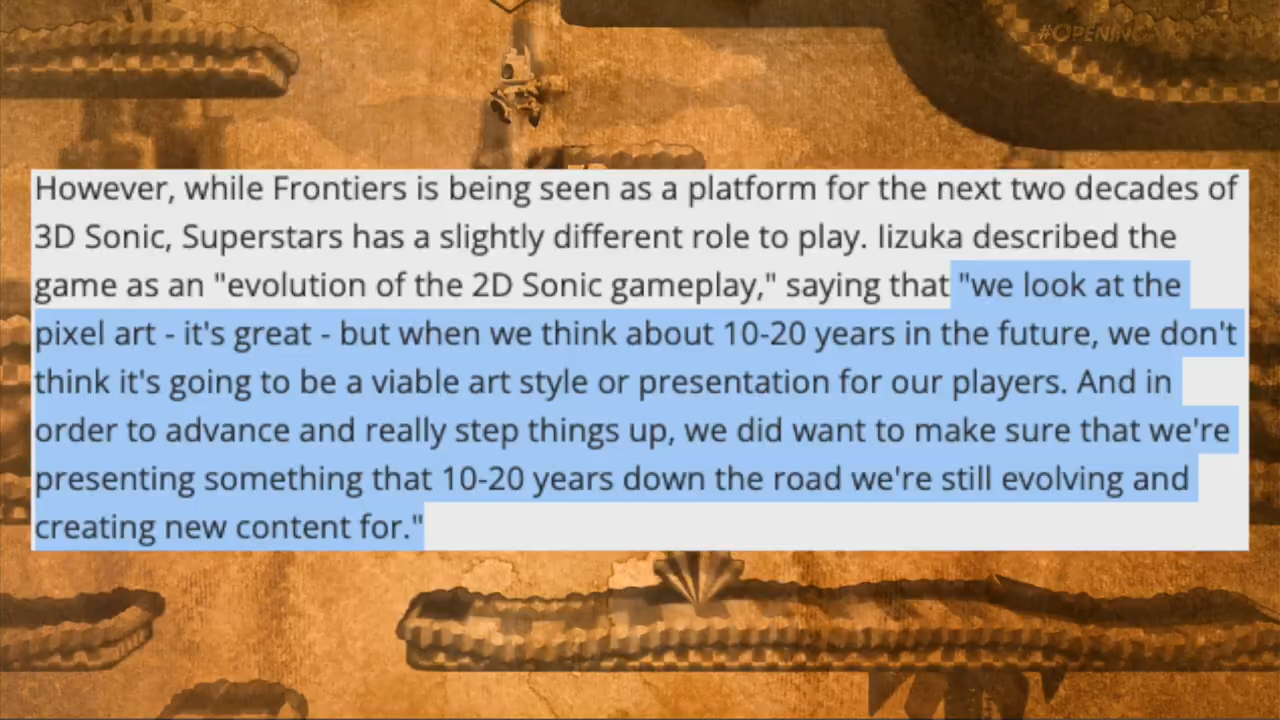 #OPENING
However, while Frontiers is being seen as a platform for the next two decades of
3D Sonic, Superstars has a slightly different role to play. Iizuka described the
game as an "evolution of the 2D Sonic gameplay," saying that "we look at the
pixel art - it's great - but when we think about 10-20 years in the future, we don't
think it's going to be a viable art style or presentation for our players. And in
order to advance and really step things up, we did want to make sure that we're
presenting something that 10-20 years down the road we're still evolving and
creating new content for."